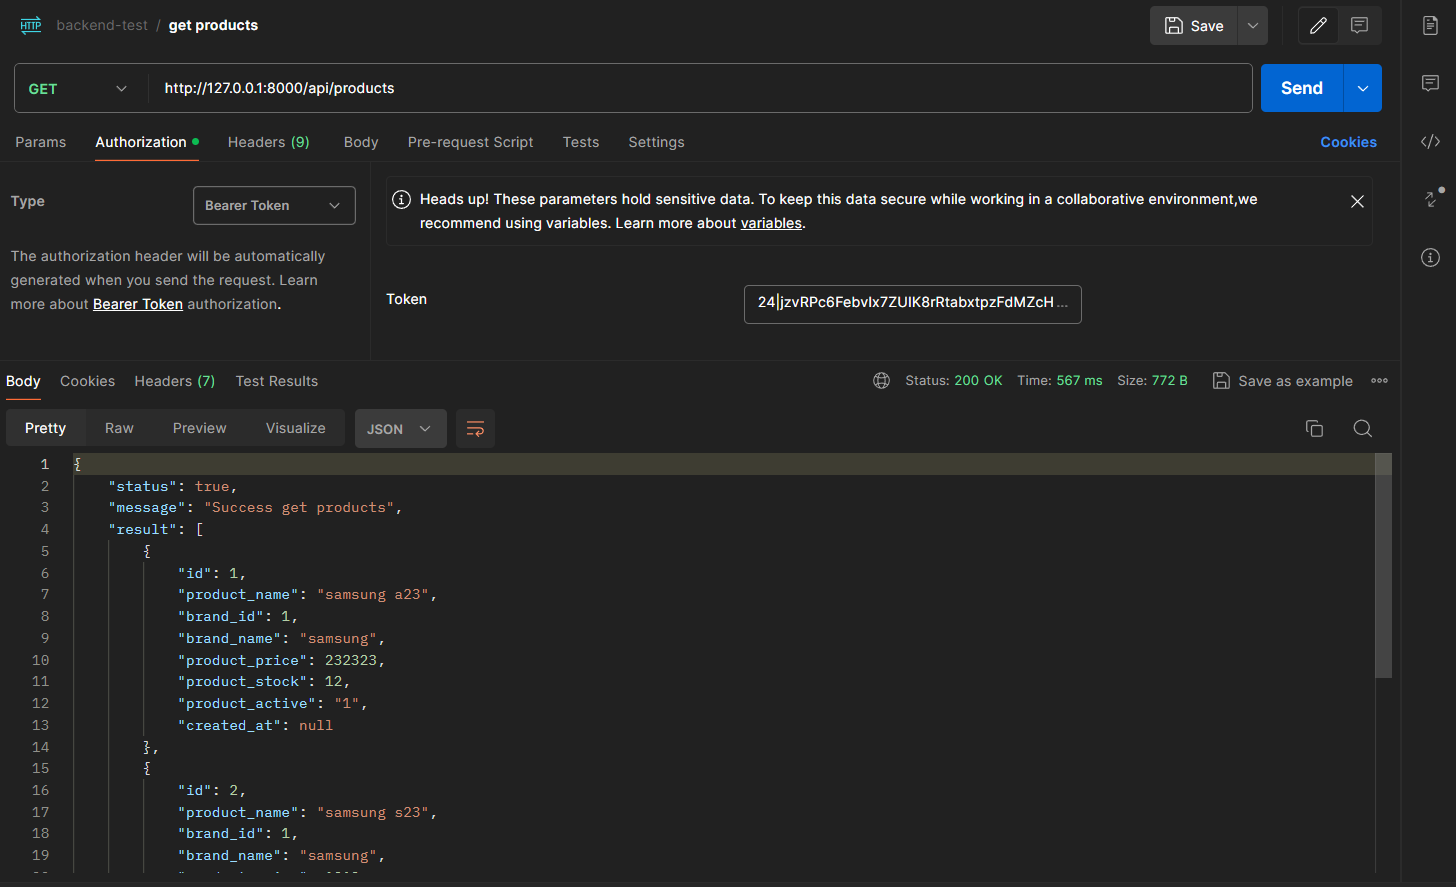 HTTP backend-test / get products Save
GET http://127.0.0.1:8000/api/products Send
Params Authorization Headers (9) Body Pre-request Script Tests Settings Cookies
Type Bearer Token
The authorization header will be automatically
generated when you send the request. Learn
more about Bearer Token authorization.
Heads up! These parameters hold sensitive data. To keep this data secure while working in a collaborative environment,we
recommend using variables. Learn more about variables.
Token 24|jzvRPc6FebvIx7ZUIK8rRtabxtpzFdMZcH...
Body Cookies Headers (7) Test Results Status: 200 OK Time: 567 ms Size: 772 B Save as example
Pretty Raw Preview Visualize JSON
1 {
2 "status": true,
3 "message": "Success get products",
4 "result": [
5 {
6 "id": 1,
7 "product_name": "samsung a23",
8 "brand_id": 1,
9 "brand_name": "samsung",
10 "product_price": 232323,
11 "product_stock": 12,
12 "product_active": "1",
13 "created_at": null
14 },
15 {
16 "id": 2,
17 "product_name": "samsung s23",
18 "brand_id": 1,
19 "brand_name": "samsung",